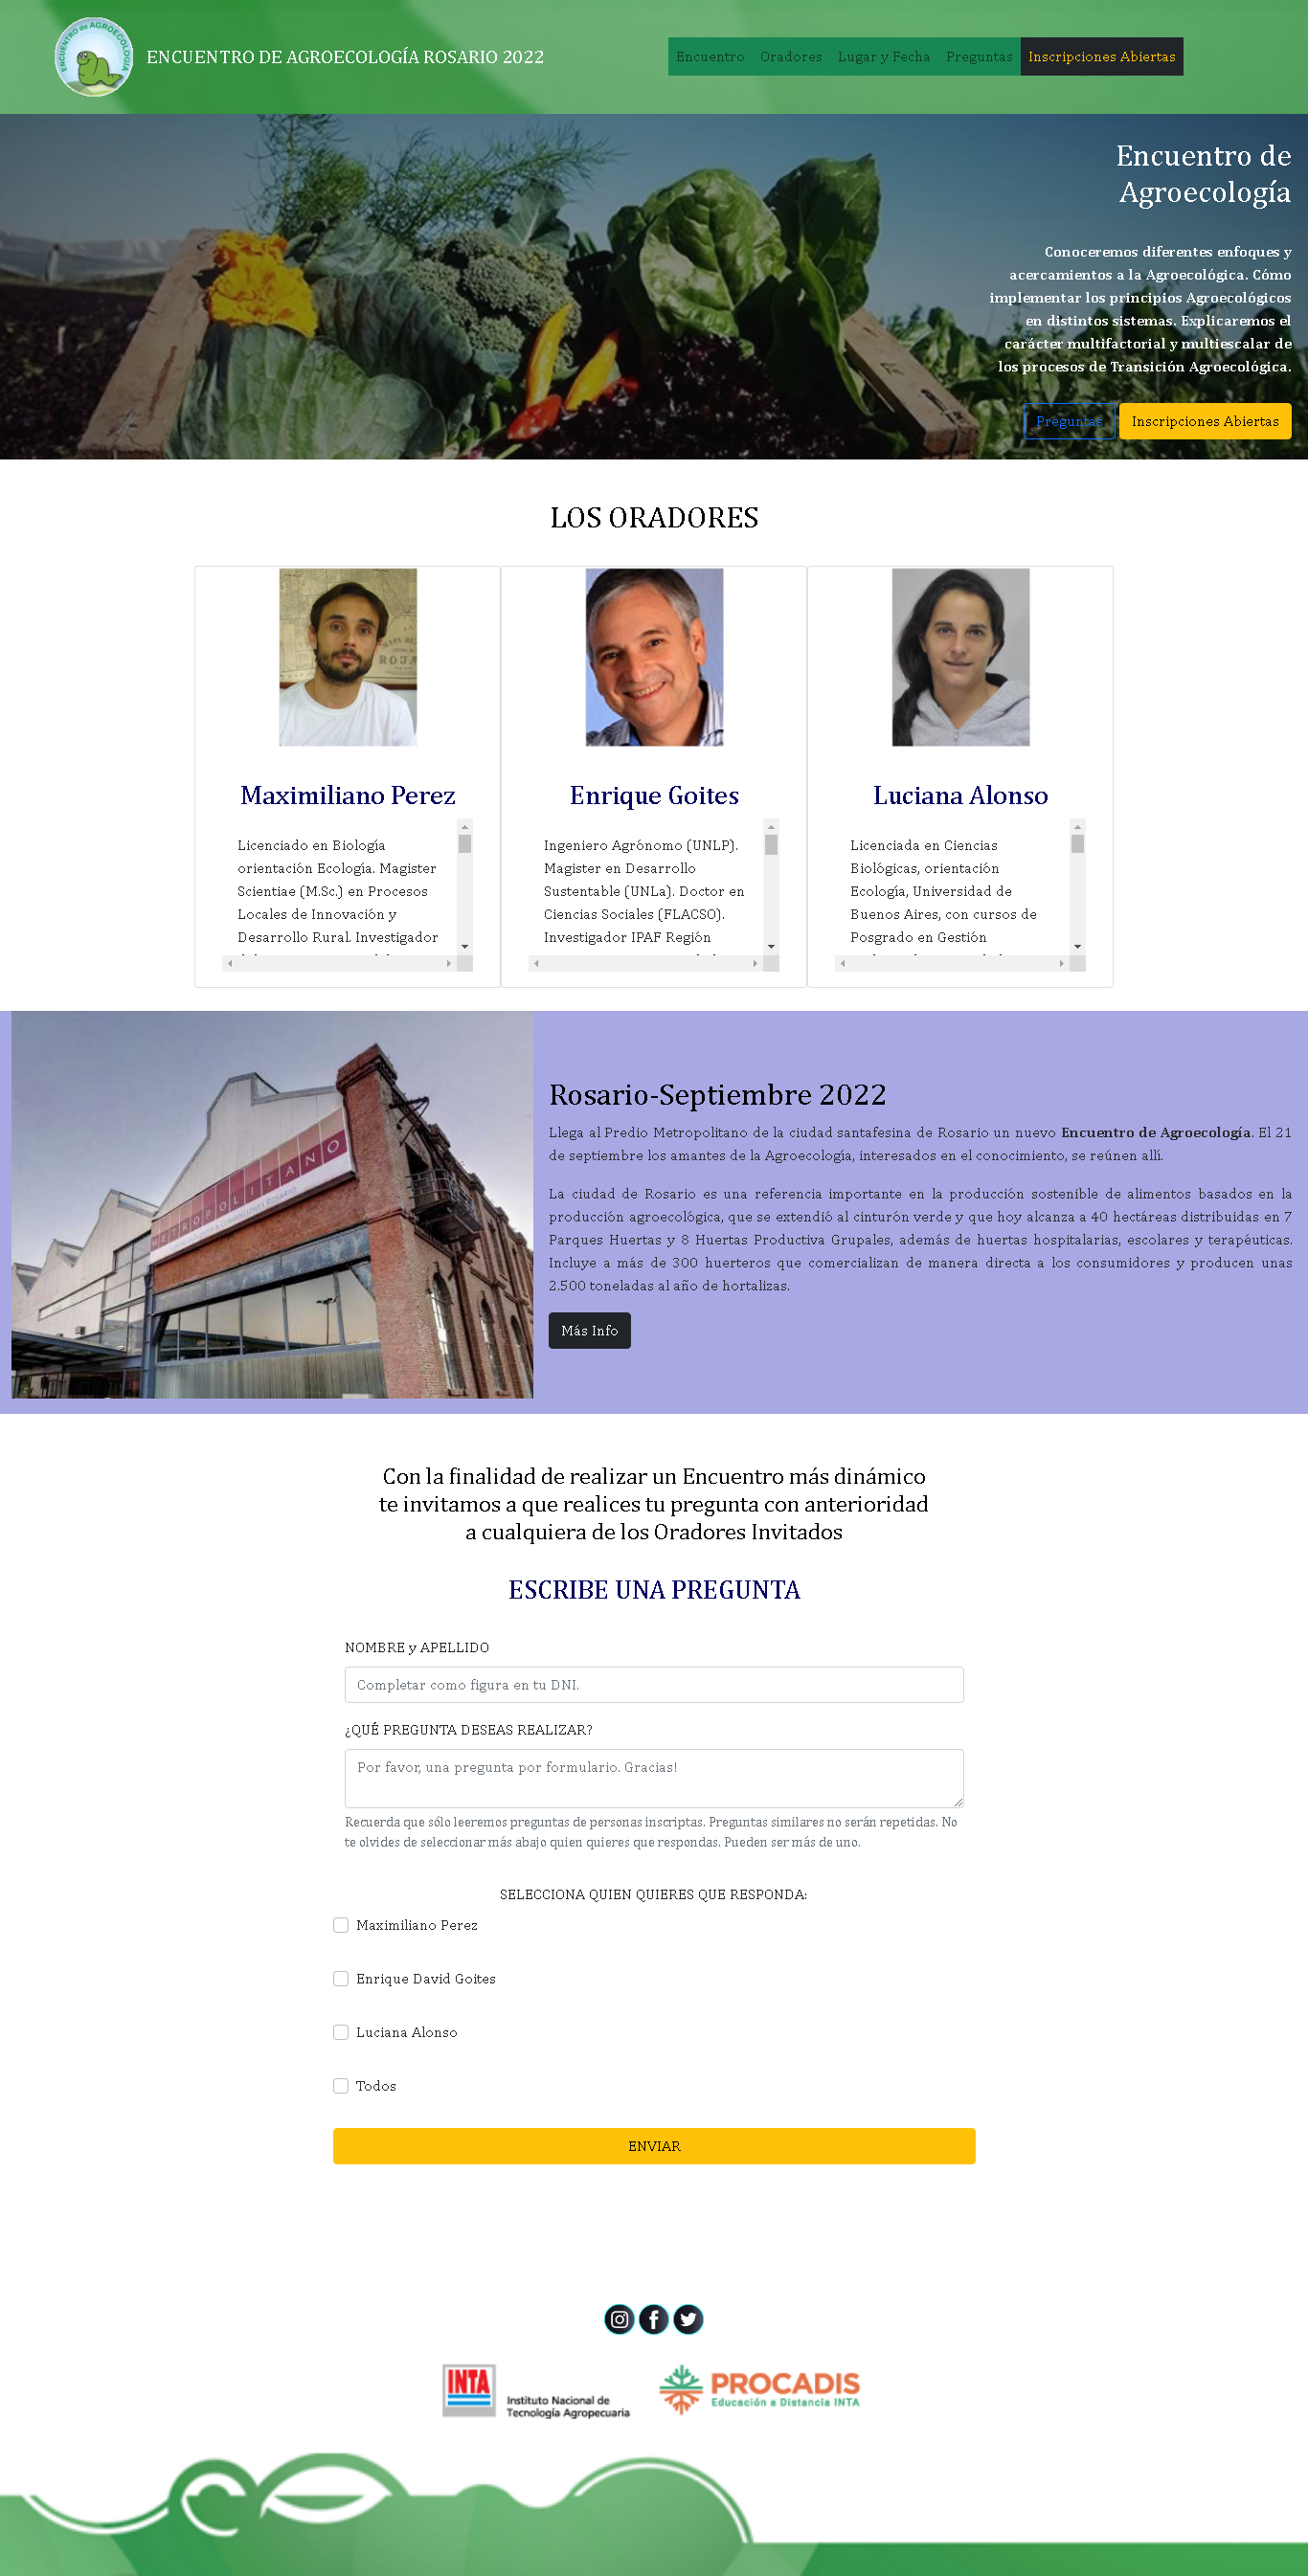 ENCUENTRO de AGROECOLOGÍA
ENCUENTRO DE AGROECOLOGÍA ROSARIO 2022
Encuentro Oradores Lugar y Fecha Preguntas Inscripciones Abiertas
Encuentro de
Agroecología
Conoceremos diferentes enfoques y
acercamientos a la Agroecológica. Cómo
implementar los principios Agroecológicos
en distintos sistemas. Explicaremos el
carácter multifactorial y multiescalar de
los procesos de Transición Agroecológica.
Preguntas Inscripciones Abiertas
LOS ORADORES
Maximiliano Perez
Licenciado en Biología
orientación Ecología. Magister
Scientiae (M.Sc.) en Procesos
Locales de Innovación y
Desarrollo Rural. Investigador
Enrique Goites
Ingeniero Agrónomo (UNLP).
Magister en Desarrollo
Sustentable (UNLa). Doctor en
Ciencias Sociales (FLACSO).
Investigador IPAF Región
Luciana Alonso
Licenciada en Ciencias
Biológicas, orientación
Ecología, Universidad de
Buenos Aires, con cursos de
Posgrado en Gestión
METROPOLITANO
Rosario-Septiembre 2022
Llega al Predio Metropolitano de la ciudad santafesina de Rosario un nuevo Encuentro de Agroecología. El 21
de septiembre los amantes de la Agroecología, interesados en el conocimiento, se reúnen allí.
La ciudad de Rosario es una referencia importante en la producción sostenible de alimentos basados en la
producción agroecológica, que se extendió al cinturón verde y que hoy alcanza a 40 hectáreas distribuidas en 7
Parques Huertas y 8 Huertas Productiva Grupales, además de huertas hospitalarias, escolares y terapéuticas.
Incluye a más de 300 huerteros que comercializan de manera directa a los consumidores y producen unas
2.500 toneladas al año de hortalizas.
Más Info
Con la finalidad de realizar un Encuentro más dinámico
te invitamos a que realices tu pregunta con anterioridad
a cualquiera de los Oradores Invitados
ESCRIBE UNA PREGUNTA
NOMBRE y APELLIDO
Completar como figura en tu DNI.
¿QUÉ PREGUNTA DESEAS REALIZAR?
Por favor, una pregunta por formulario. Gracias!
Recuerda que sólo leeremos preguntas de personas inscriptas. Preguntas similares no serán repetidas. No
te olvides de seleccionar más abajo quien quieres que respondas. Pueden ser más de uno.
SELECCIONA QUIEN QUIERES QUE RESPONDA:
Maximiliano Perez
Enrique David Goites
Luciana Alonso
Todos
ENVIAR
INTA
Instituto Nacional de
Tecnología Agropecuaria
PROCADIS
Educación a Distancia INTA